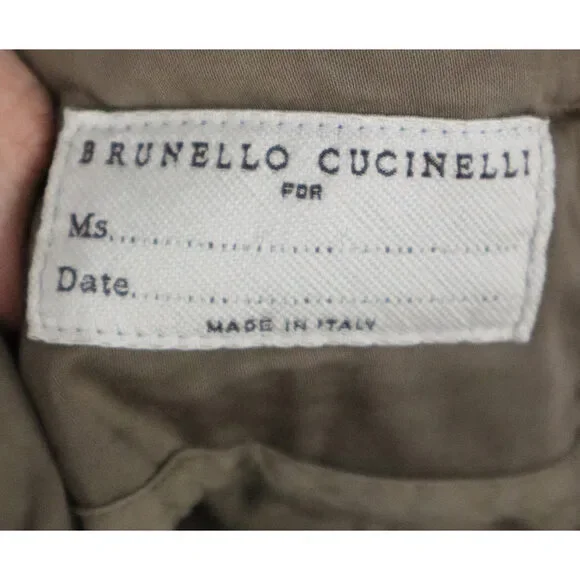 BRUNELLO CUCINELLI
FOR
Ms.....................................
Date.....................................
MADE IN ITALY